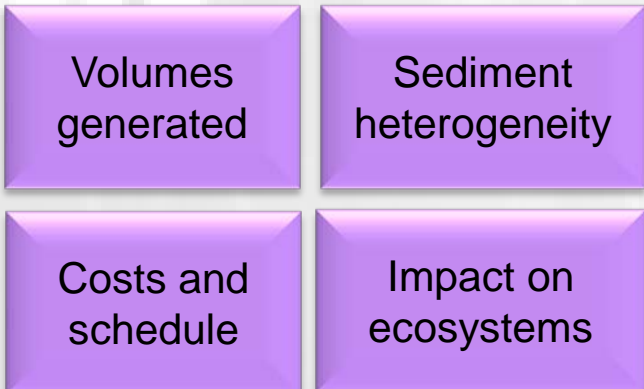 Volumes
generated
Sediment
heterogeneity
Costs and
schedule
Impact on
ecosystems